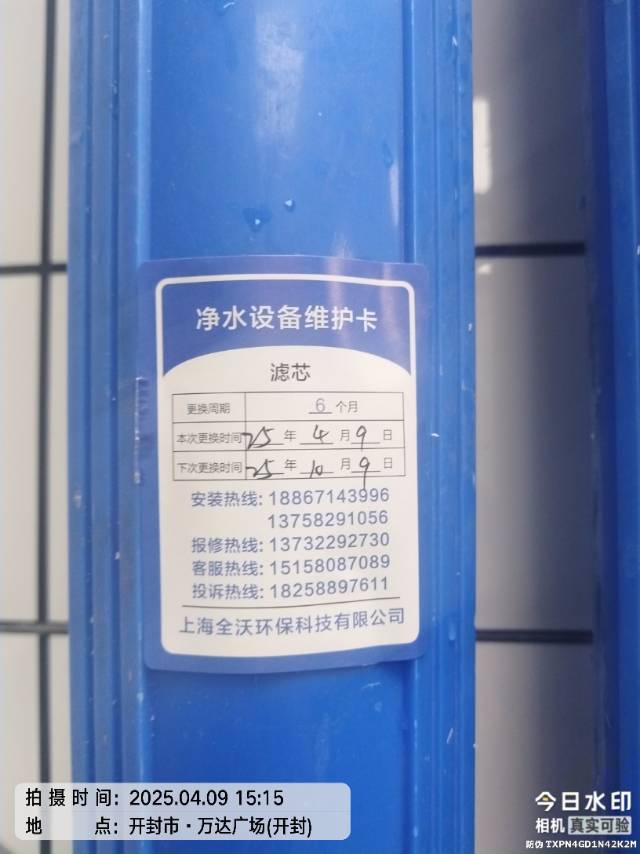 净水设备维护卡
滤芯
更换周期 6 个月
本次更换时间 25 年 4 月 9 日
下次更换时间 25 年 10 月 9 日
安装热线: 18867143996
13758291056
报修热线: 13732292730
客服热线: 15158087089
投诉热线: 18258897611
上海全沃环保科技有限公司
拍摄时间: 2025.04.09 15:15
地点: 开封市·万达广场(开封)
今日水印
相机 真实可验
防伪 TXPN4GD1N42K2M